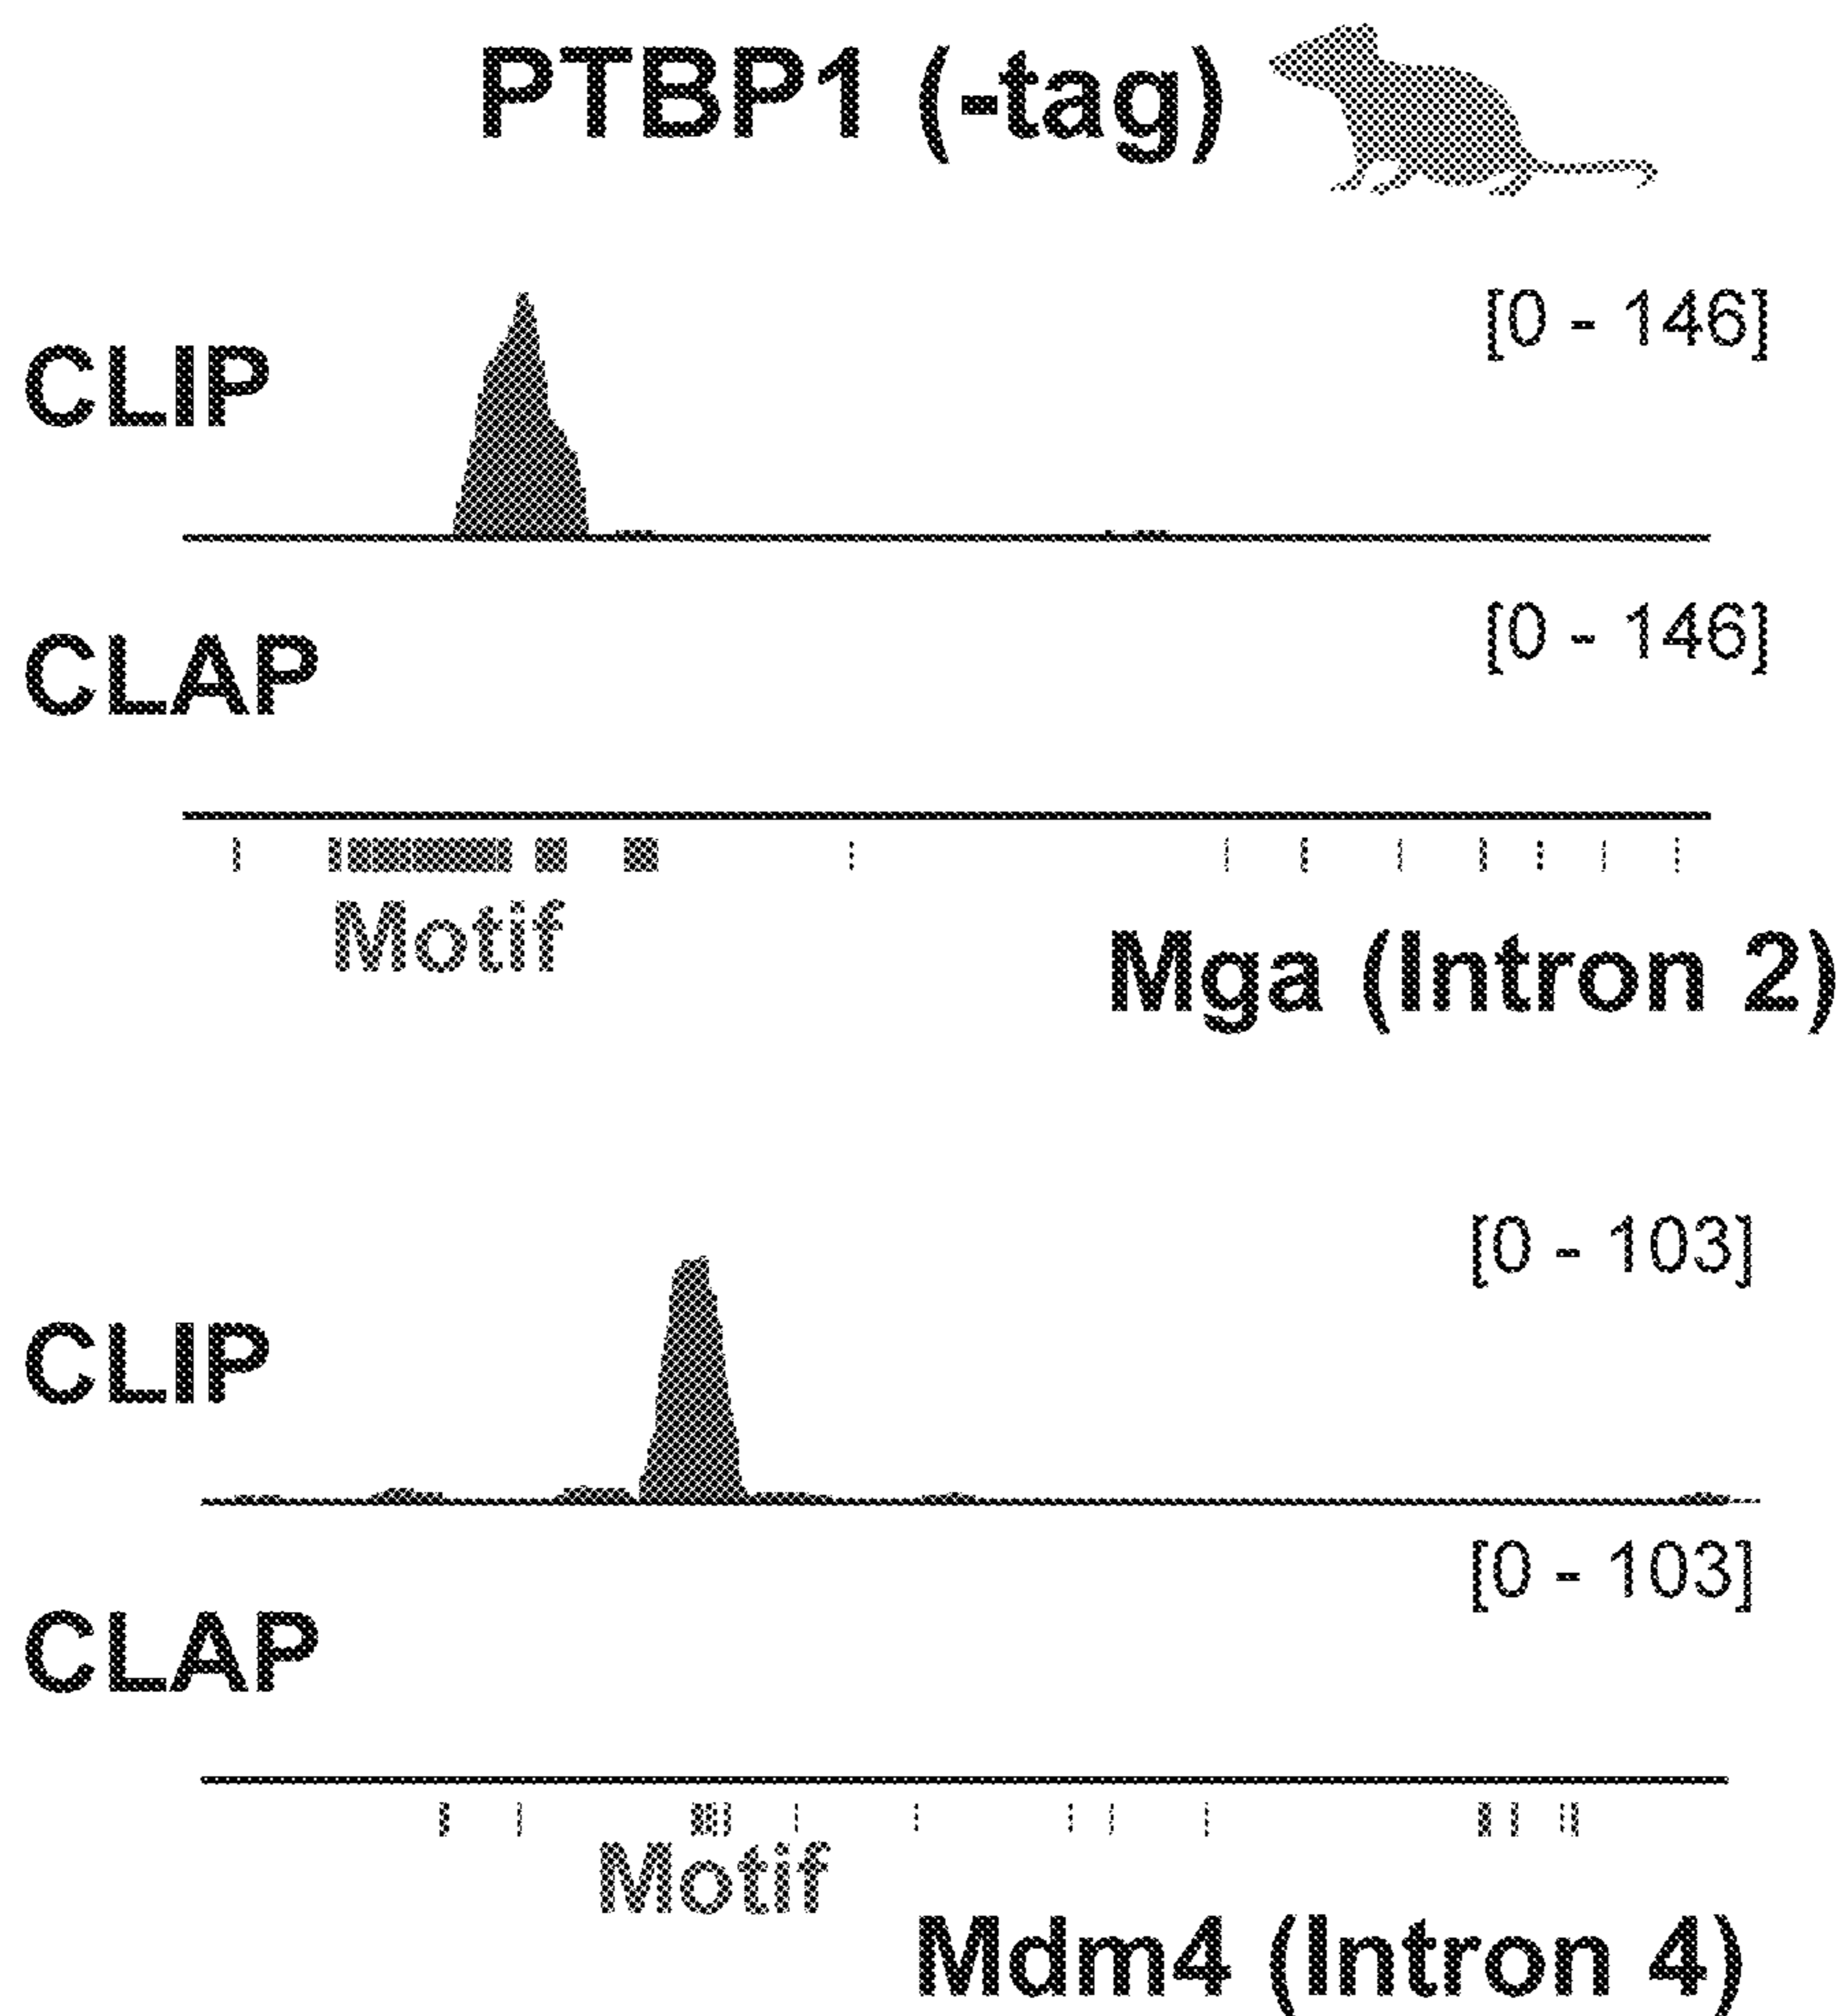 PTBP1 (-tag)
[0 - 146]
CLIP
[0 - 146]
CLAP
Motif
Mga (Intron 2)
[0 - 103]
CLIP
[0 - 103]
CLAP
Motif
Mdm4 (Intron 4)